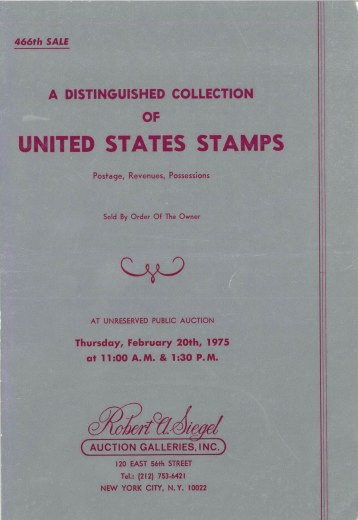 466th SALE
A DISTINGUISHED COLLECTION
OF
UNITED STATES STAMPS
Postage, Revenues, Possessions
Sold By Order Of The Owner
AT UNRESERVED PUBLIC AUCTION
Thursday, February 20th, 1975
at 11:00 A.M. & 1:30 P.M.
Robert A. Siegel
AUCTION GALLERIES, INC.
120 EAST 56th STREET
Tel.: (212) 753-6421
NEW YORK CITY, N.Y. 10022